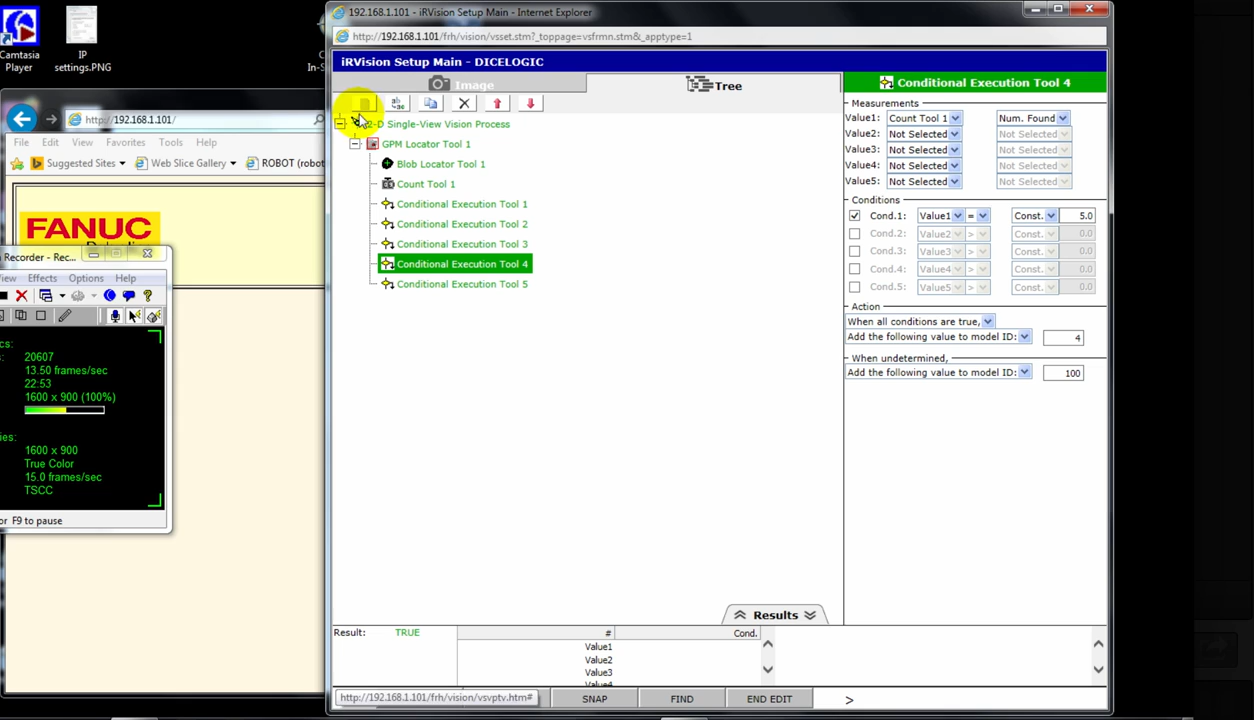 Camtasia
Player
IP
settings.PNG
In-S
http://192.168.1.101/
File Edit View Favorites Tools Help
Suggested Sites
Web Slice Gallery
ROBOT (robot
FANUC
Recorder - Rec...
View Effects Options Help
20607
13.50 frames/sec
22:53
1600 x 900 (100%)
1600 x 900
True Color
15.0 frames/sec
TSCC
or F9 to pause
192.168.1.101 - iRVision Setup Main - Internet Explorer
http://192.168.1.101/frh/vision/vsset.stm?_toppage=vsfrmn.stm&_apptype=1
iRVision Setup Main - DICELOGIC
Image
Tree
2-D Single-View Vision Process
GPM Locator Tool 1
Blob Locator Tool 1
Count Tool 1
Conditional Execution Tool 1
Conditional Execution Tool 2
Conditional Execution Tool 3
Conditional Execution Tool 4
Conditional Execution Tool 5
Conditional Execution Tool 4
Measurements
Value1: Count Tool 1 Num. Found
Value2: Not Selected Not Selected
Value3: Not Selected Not Selected
Value4: Not Selected Not Selected
Value5: Not Selected Not Selected
Conditions
Cond.1: Value1 = Const. 5.0
Cond.2: Value2 > Const. 0.0
Cond.3: Value3 > Const. 0.0
Cond.4: Value4 > Const. 0.0
Cond.5: Value5 > Const. 0.0
Action
When all conditions are true,
Add the following value to model ID: 4
When undetermined,
Add the following value to model ID: 100
Results
Result: TRUE
# Cond.
Value1
Value2
Value3
http://192.168.1.101/frh/vision/vsvptv.htm#
SNAP FIND END EDIT >